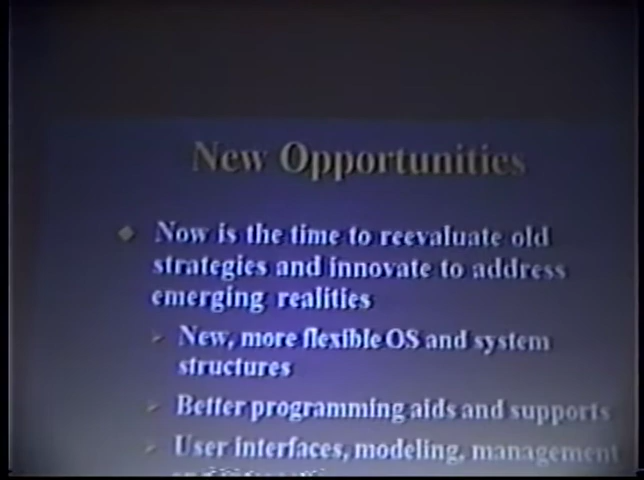 New Opportunities
Now is the time to reevaluate old
strategies and innovate to address
emerging realities
New, more flexible OS and system
structures
Better programming aids and supports
User interfaces, modeling, management